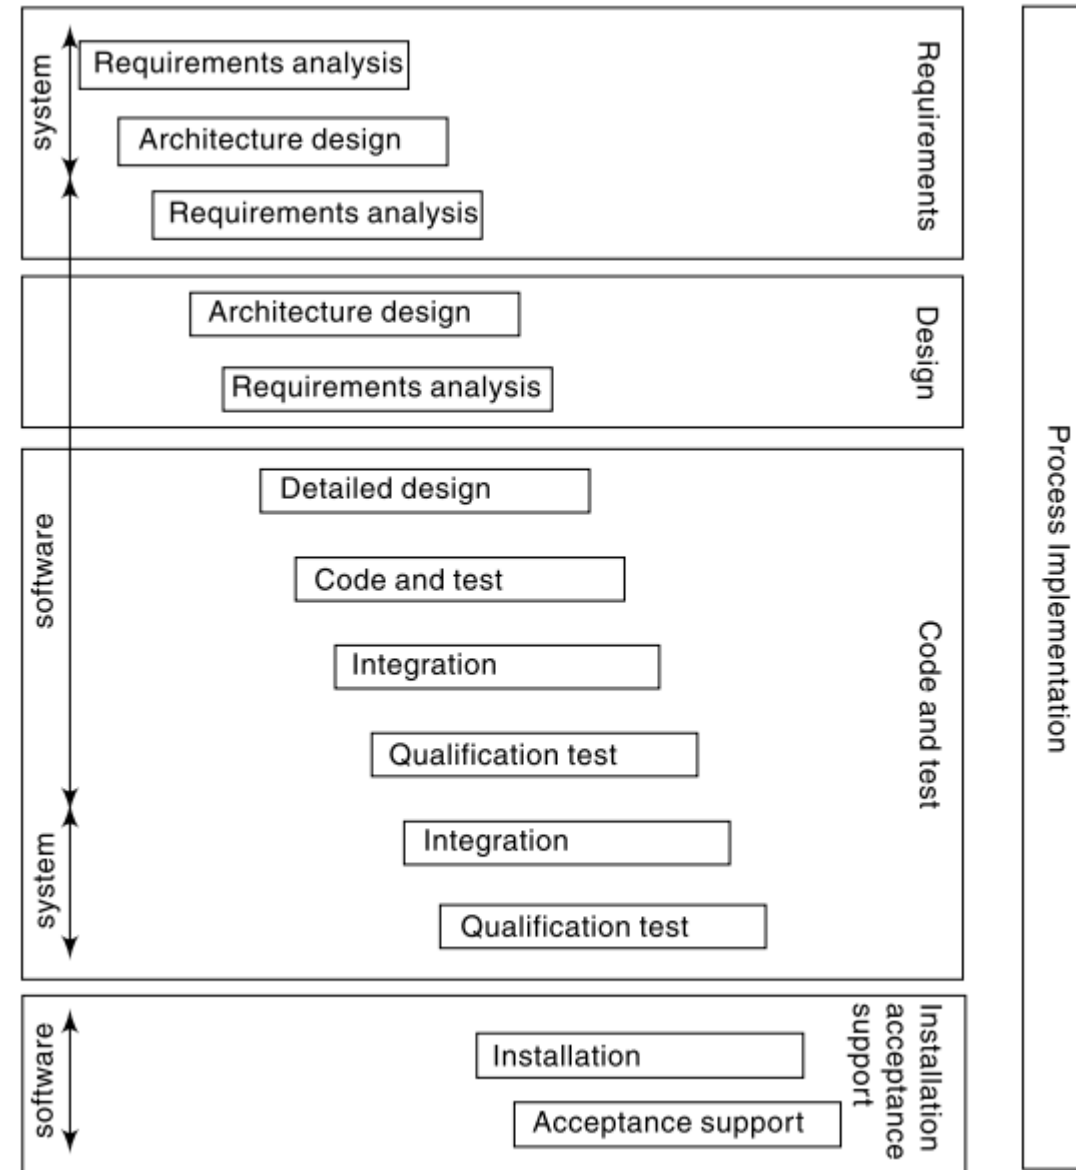 system
Requirements analysis
Architecture design
Requirements analysis
Requirements
Architecture design
Requirements analysis
Design
software
Detailed design
Code and test
Integration
Qualification test
system
Integration
Qualification test
Code and test
software
Installation
Acceptance support
Installation
acceptance
support
Process Implementation